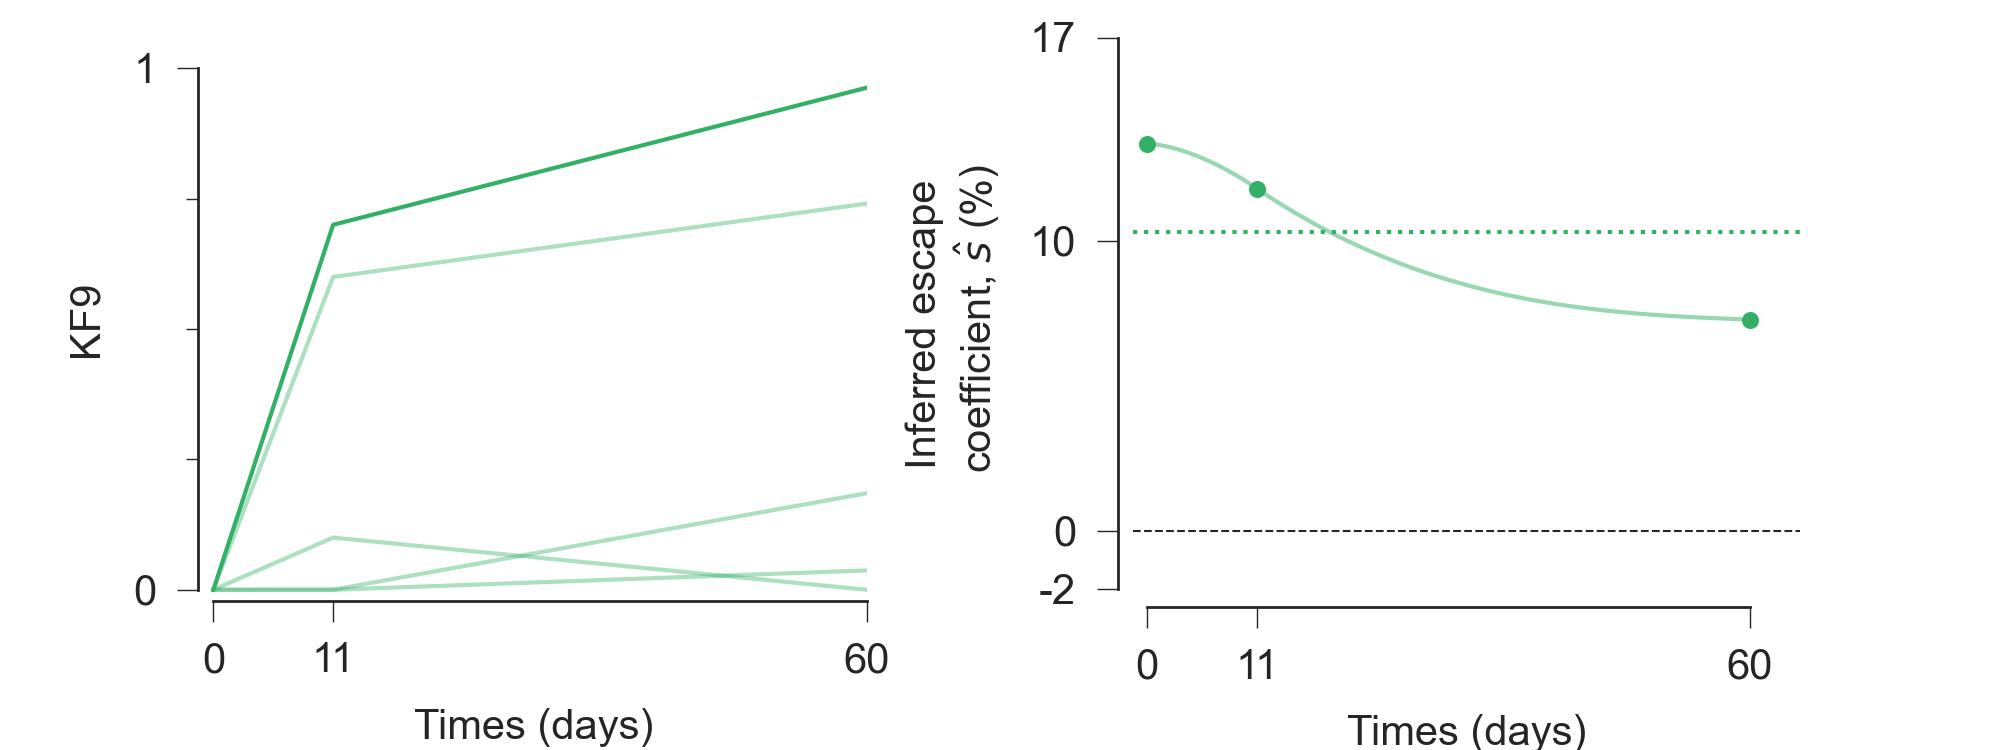 1
0
KF9
0 11 60
Times (days)
17
10
0
-2
Inferred escape
coefficient, ŝ (%)
0 11 60
Times (days)